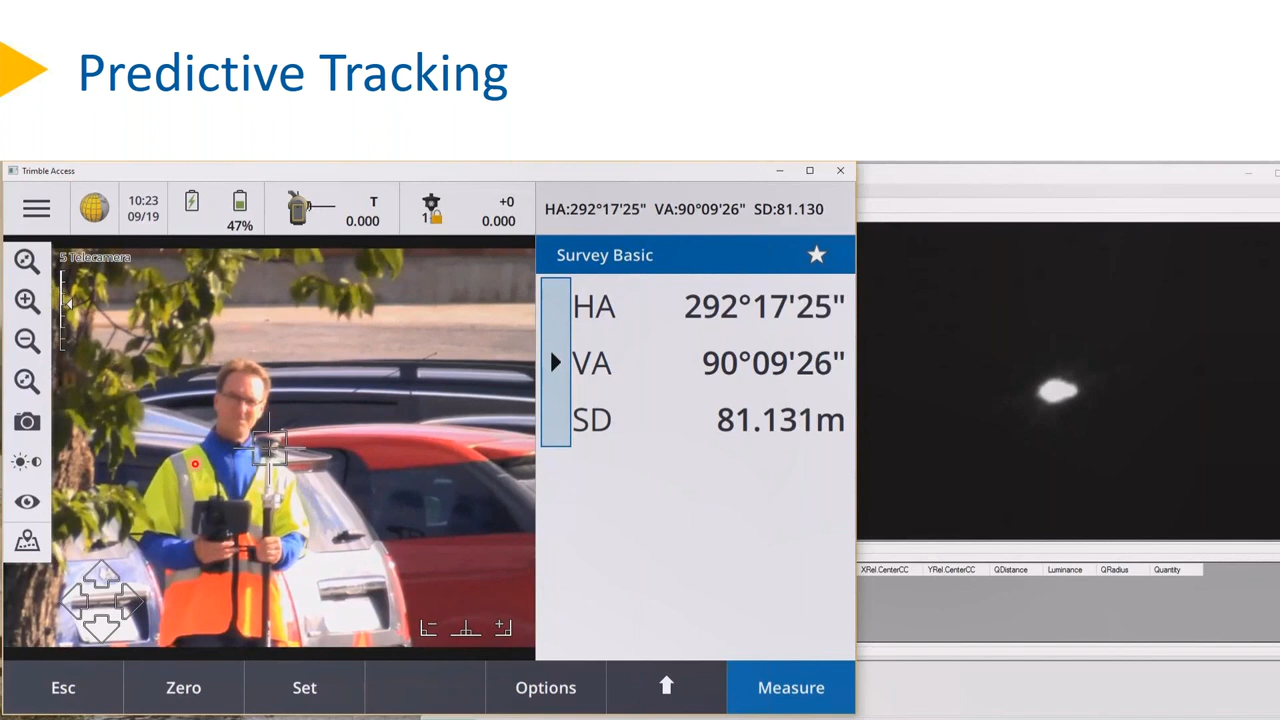 Predictive Tracking
Trimble Access
10:23
09/19
47%
T
0.000
1
+0
0.000
HA:292°17'25" VA:90°09'26" SD:81.130
5 Telecamera
Survey Basic
HA 292°17'25"
VA 90°09'26"
SD 81.131m
XRel.CenterCC YRel.CenterCC QDistance Luminance QRadius Quantity
Esc Zero Set Options Measure